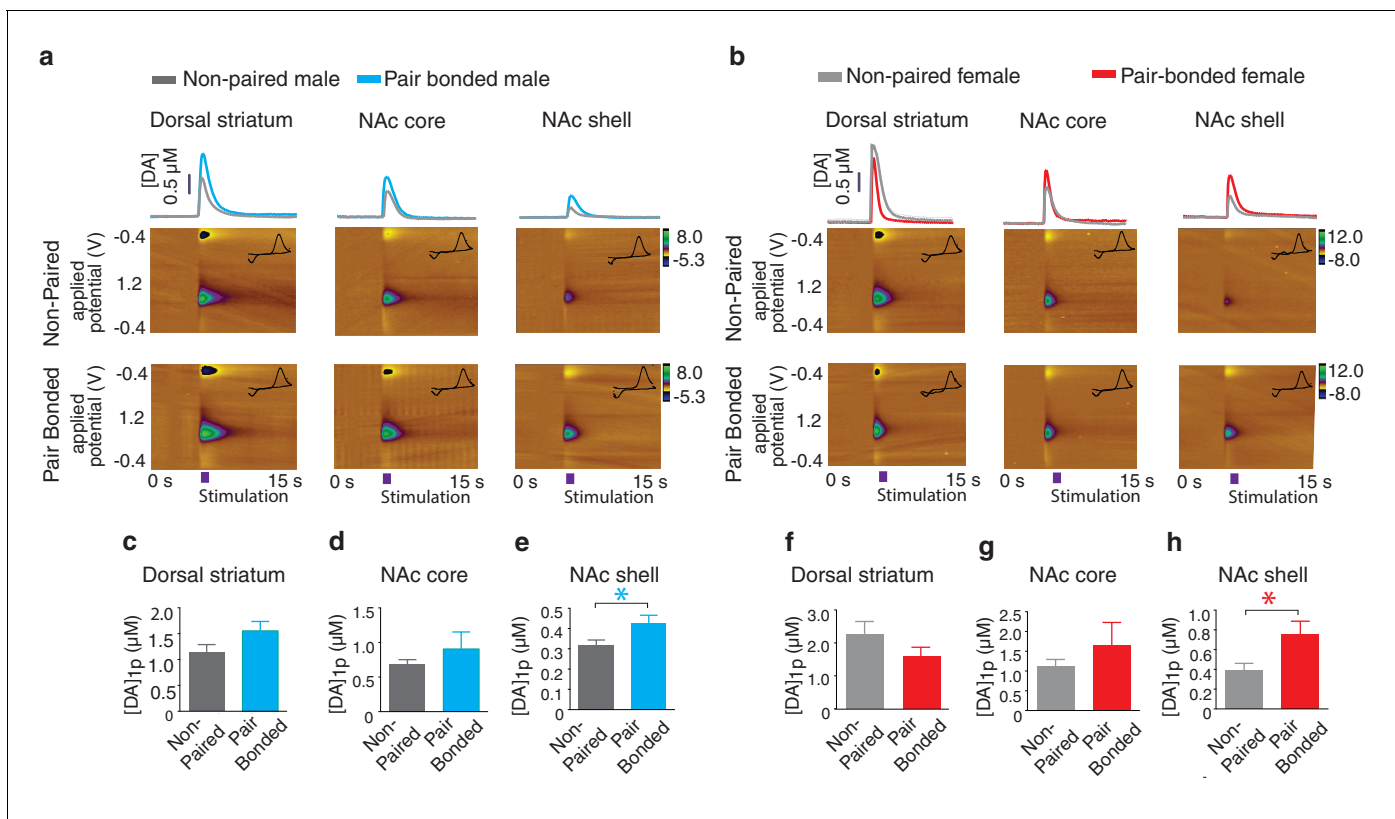 a
Non-paired male Pair bonded male
Dorsal striatum NAc core NAc shell
[DA]
0.5 µM
Non-Paired
applied
potential (V)
-0.4
1.2
-0.4
8.0
-5.3
Pair Bonded
applied
potential (V)
-0.4
1.2
-0.4
8.0
-5.3
0 s 15 s 0 s 15 s 0 s 15 s
Stimulation Stimulation Stimulation
b
Non-paired female Pair-bonded female
Dorsal striatum NAc core NAc shell
[DA]
0.5 µM
Non-Paired
applied
potential (V)
-0.4
1.2
-0.4
12.0
-8.0
Pair Bonded
applied
potential (V)
-0.4
1.2
-0.4
12.0
-8.0
0 s 15 s 0 s 15 s 0 s 15 s
Stimulation Stimulation Stimulation
c
Dorsal striatum
[DA]1p (µM)
2.0
1.5
1.0
0.5
0
Non-
Paired
Pair
Bonded
d
NAc core
[DA]1p (µM)
1.5
1.0
0.5
0
Non-
Paired
Pair
Bonded
e
NAc shell
*
[DA]1p (µM)
0.5
0.4
0.3
0.2
0.1
0
Non-
Paired
Pair
Bonded
f
Dorsal striatum
[DA]1p (µM)
3.0
2.0
1.0
0
Non-
Paired
Pair
Bonded
g
NAc core
[DA]1p (µM)
2.5
2.0
1.5
1.0
0.5
0
Non-
Paired
Pair
Bonded
h
NAc shell
*
[DA]1p (µM)
1.0
0.8
0.6
0.4
0.2
0
Non-
Paired
Pair
Bonded